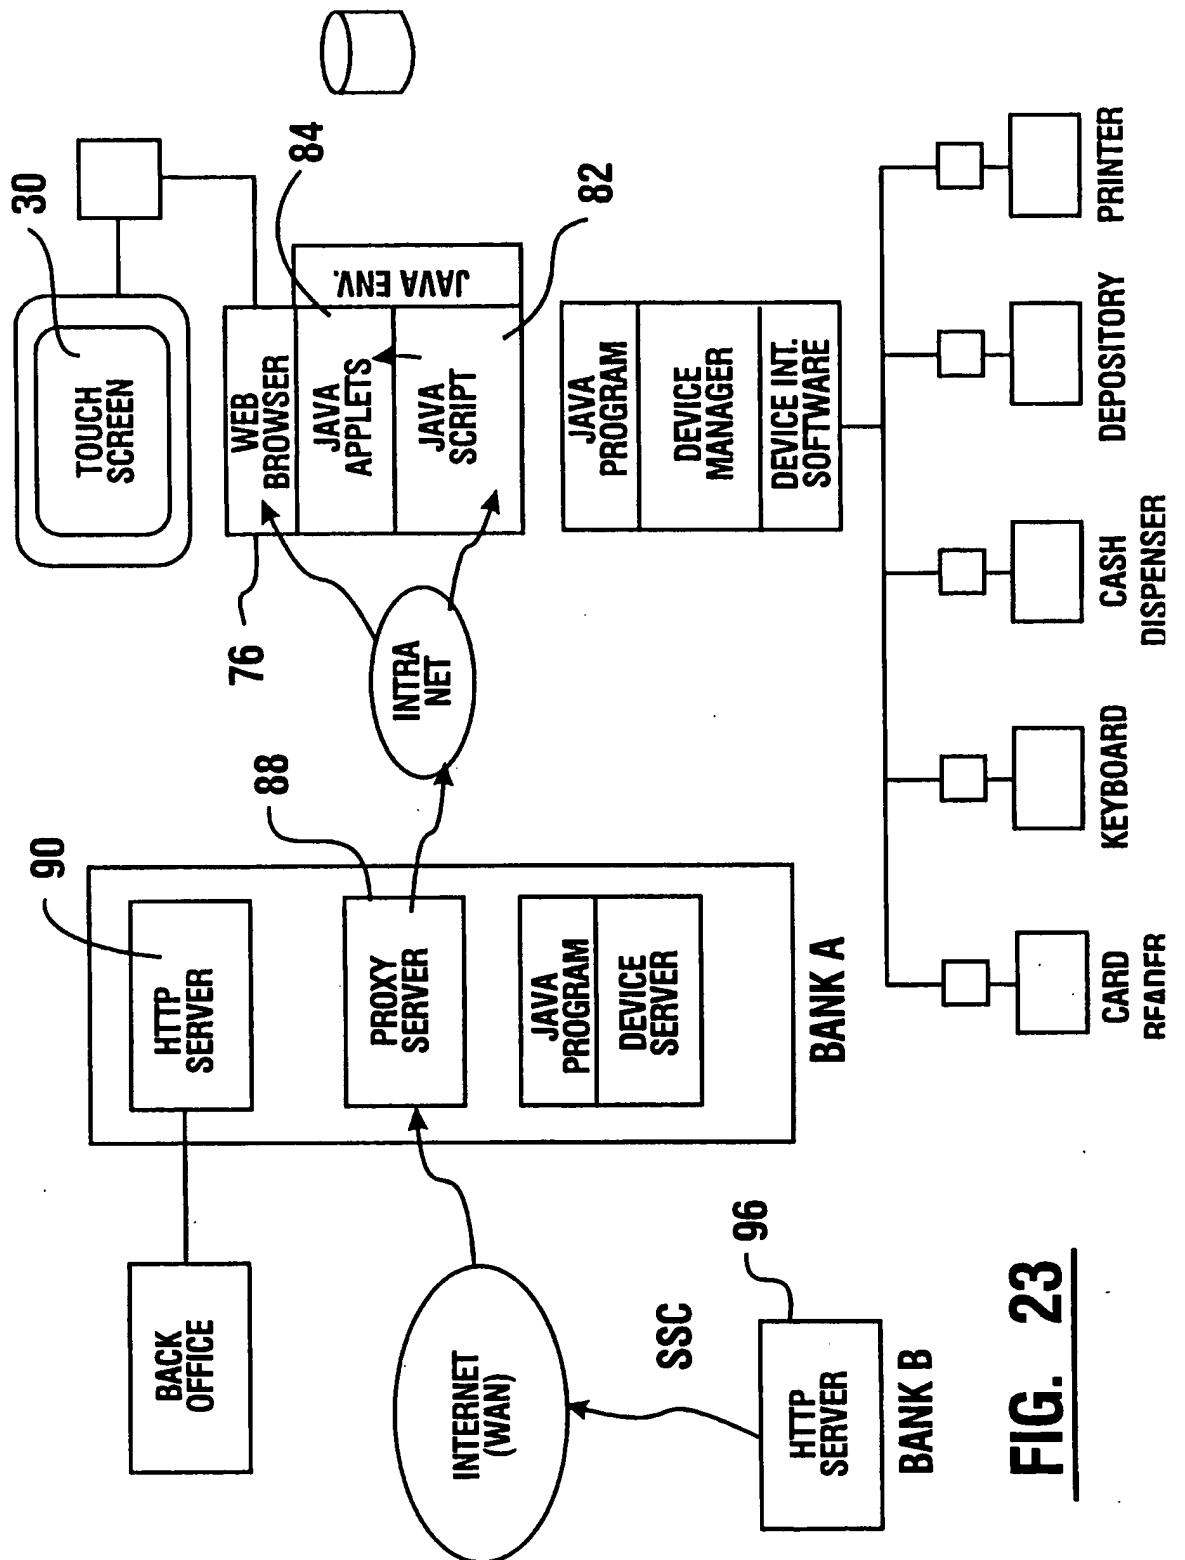 BACK
OFFICE
HTTP
SERVER
90
TOUCH
SCREEN
30
INTERNET
(WAN)
PROXY
SERVER
88
INTRA
NET
76
WEB
BROWSER
JAVA
APPLETS
JAVA
SCRIPT
JAVA ENV.
84
82
SSC
96
HTTP
SERVER
BANK B
JAVA
PROGRAM
DEVICE
SERVER
BANK A
JAVA
PROGRAM
DEVICE
MANAGER
DEVICE INT.
SOFTWARE
CARD
READER
KEYBOARD
CASH
DISPENSER
DEPOSITORY
PRINTER
FIG. 23